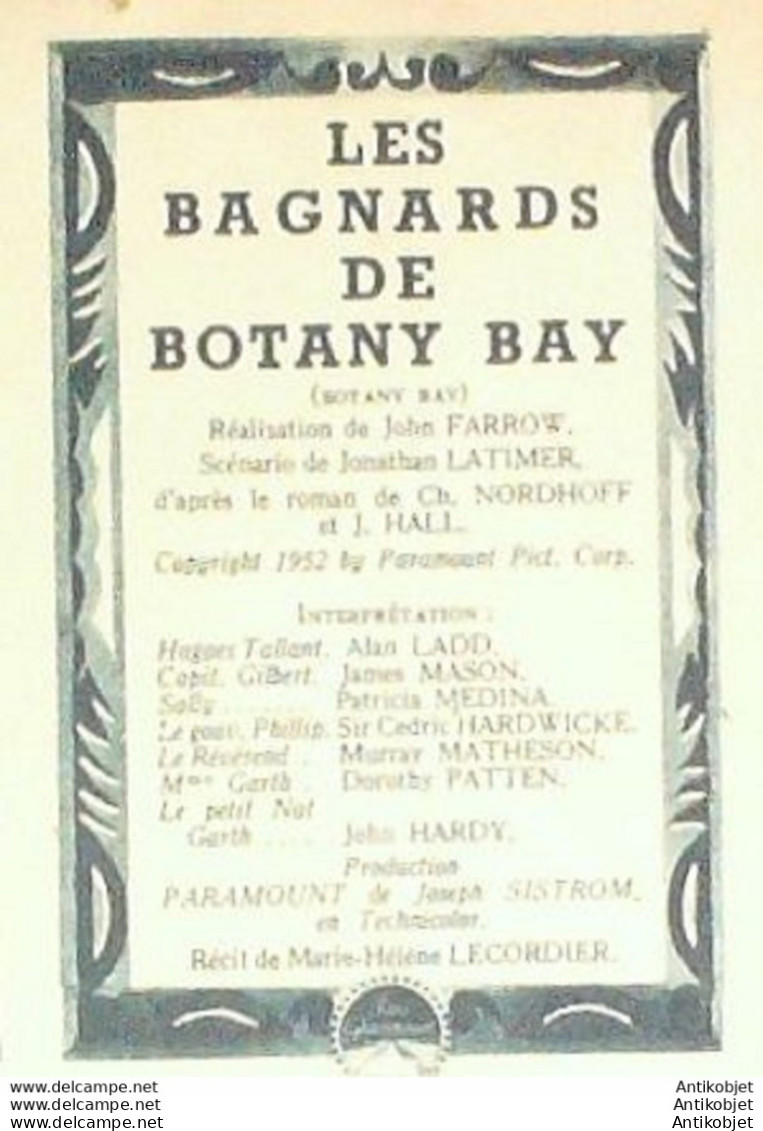 LES
BAGNARDS
DE
BOTANY BAY
(BOTANY BAY)
Réalisation de John FARROW.
Scénario de Jonathan LATIMER,
d'après le roman de Ch. NORDHOFF
et J. HALL.
Copyright 1952 by Paramount Pict. Corp.
INTERPRÉTATION :
Hugues Tallant. Alan LADD.
Capit. Gilbert. James MASON.
Sally ........ Patricia MEDINA
Le gouv. Phillip. Sir Cedric HARDWICKE.
Le Révérend . Murray MATHESON.
Mme Garth . Dorothy PATTEN.
Le petit Nat
Garth .... John HARDY.
Production
PARAMOUNT de Joseph SISTROM,
en Technicolor.
Récit de Marie-Hélène LECORDIER.
www.delcampe.net Antikobjet
www.delcampe.com Antikobjet
www.delcampe.fr Antikobjet